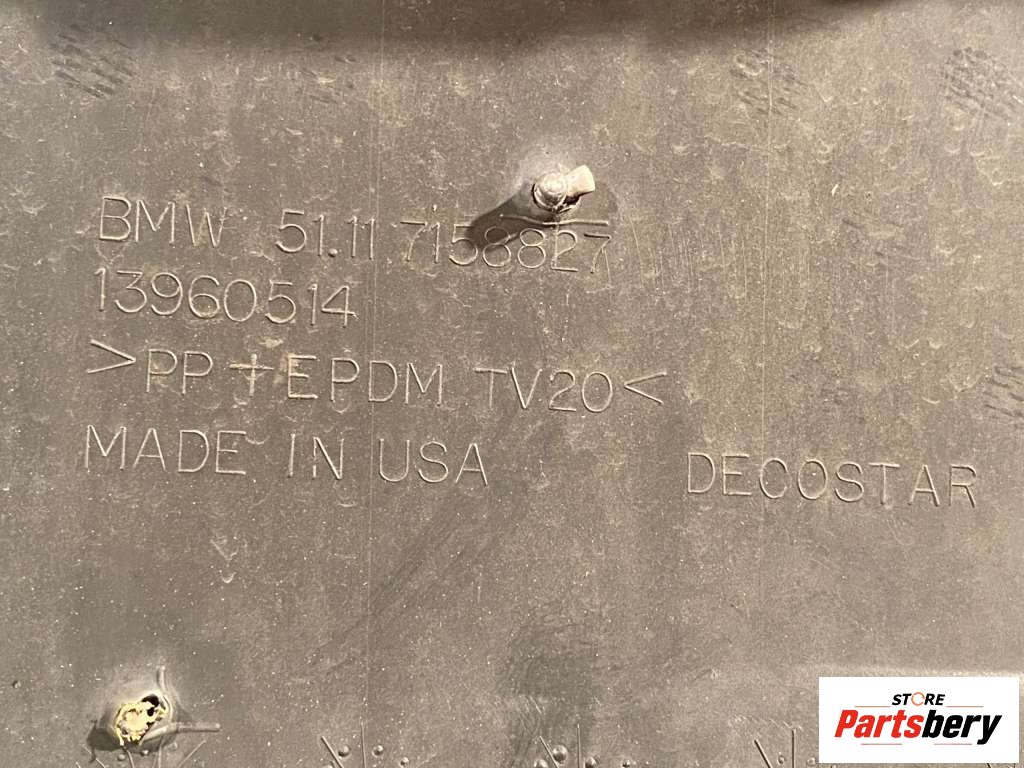 BMW 51.11 7158827
13960514
>PP+EPDM TV20<
MADE IN USA DECOSTAR
STORE
Partsbery